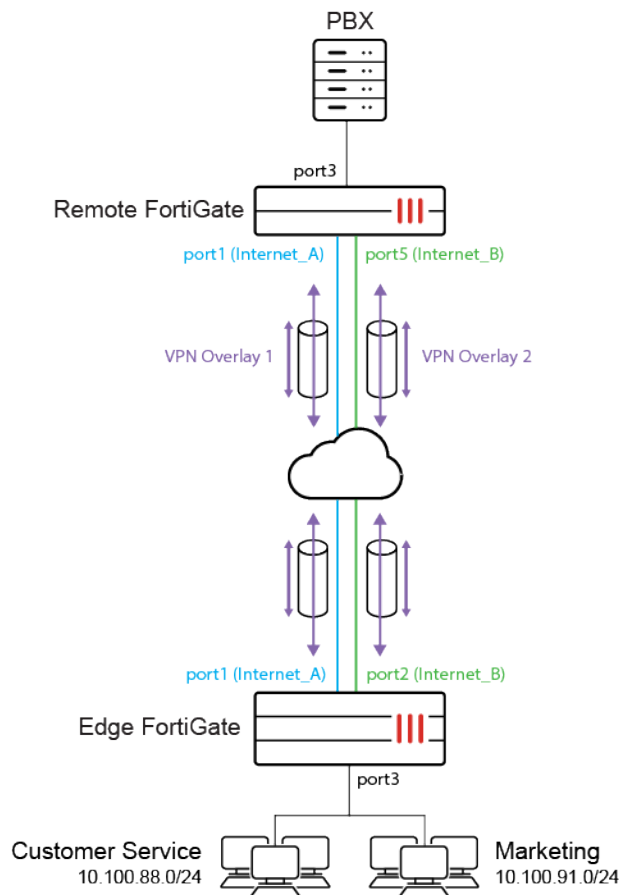 PBX
port3
Remote FortiGate
port1 (Internet_A)
port5 (Internet_B)
VPN Overlay 1
VPN Overlay 2
port1 (Internet_A)
port2 (Internet_B)
Edge FortiGate
port3
Customer Service
10.100.88.0/24
Marketing
10.100.91.0/24